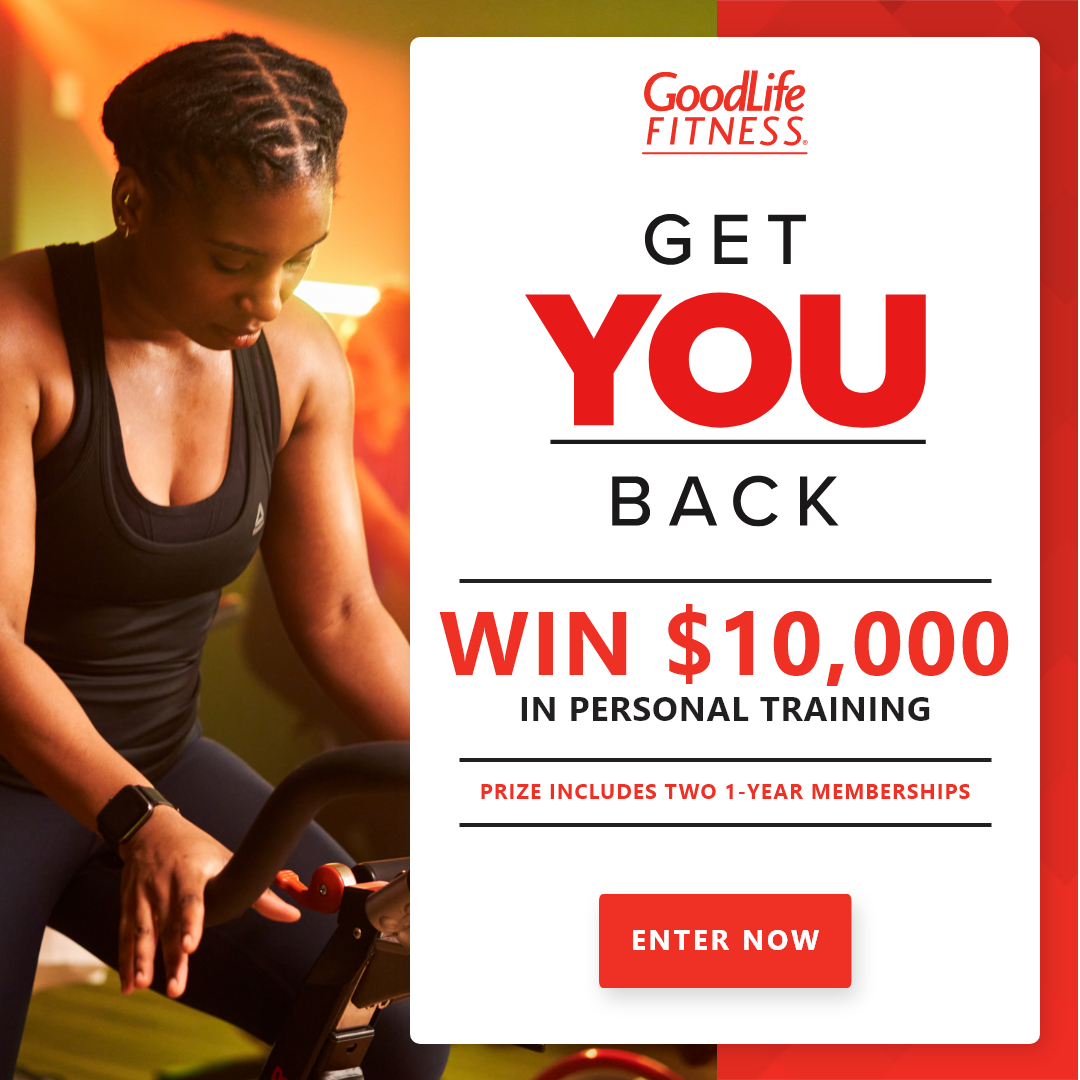 GOODLIFE
FITNESS®
GET
YOU
BACK
WIN $10,000
IN PERSONAL TRAINING
PRIZE INCLUDES TWO 1-YEAR MEMBERSHIPS
ENTER NOW